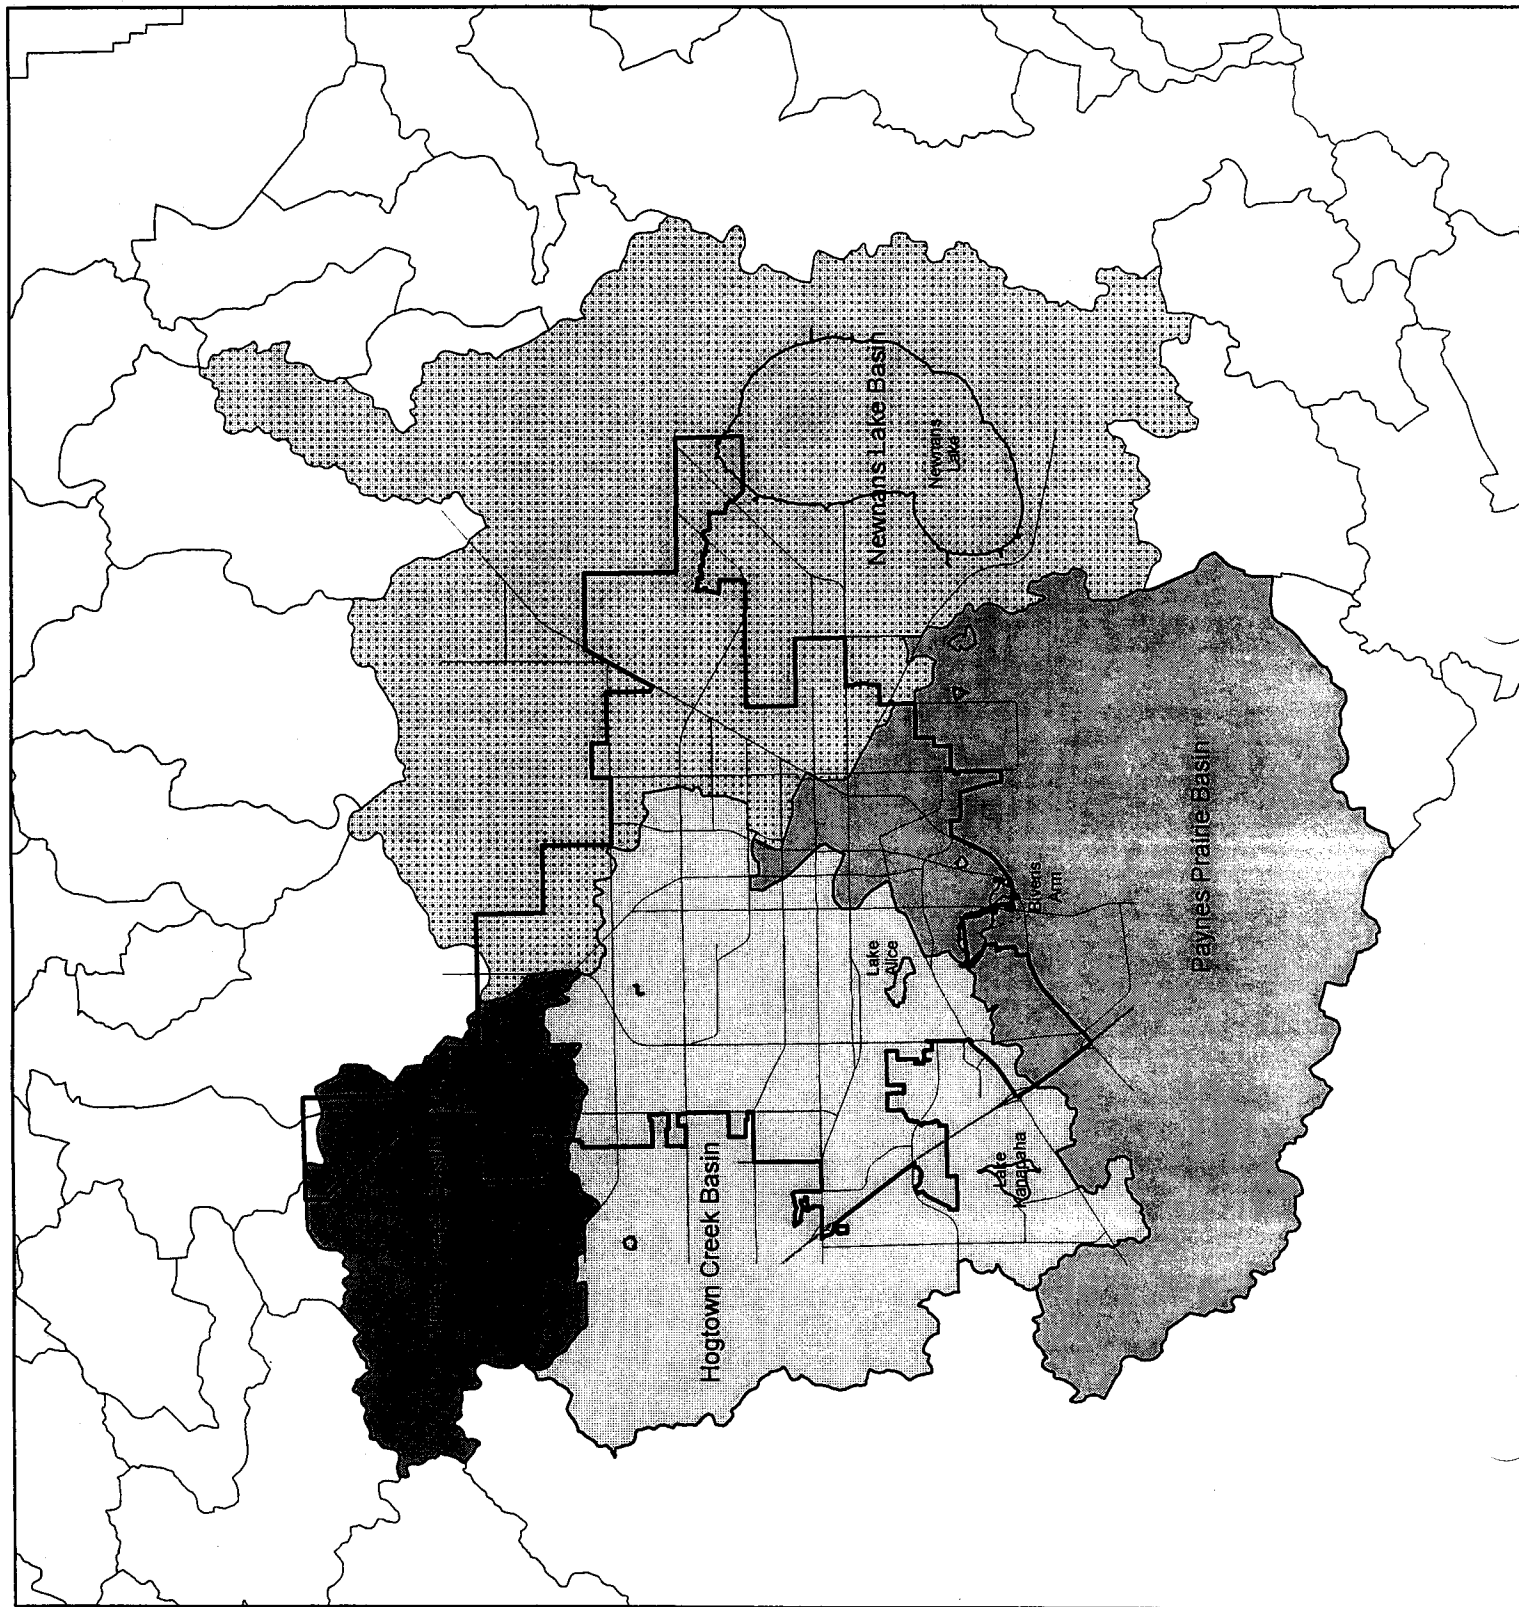 Newnans Lake Basin
Newnans
Lake
Paynes Prairie Basin
Bivens
Arm
Lake
Alice
Lake
Kanapaha
Hogtown Creek Basin